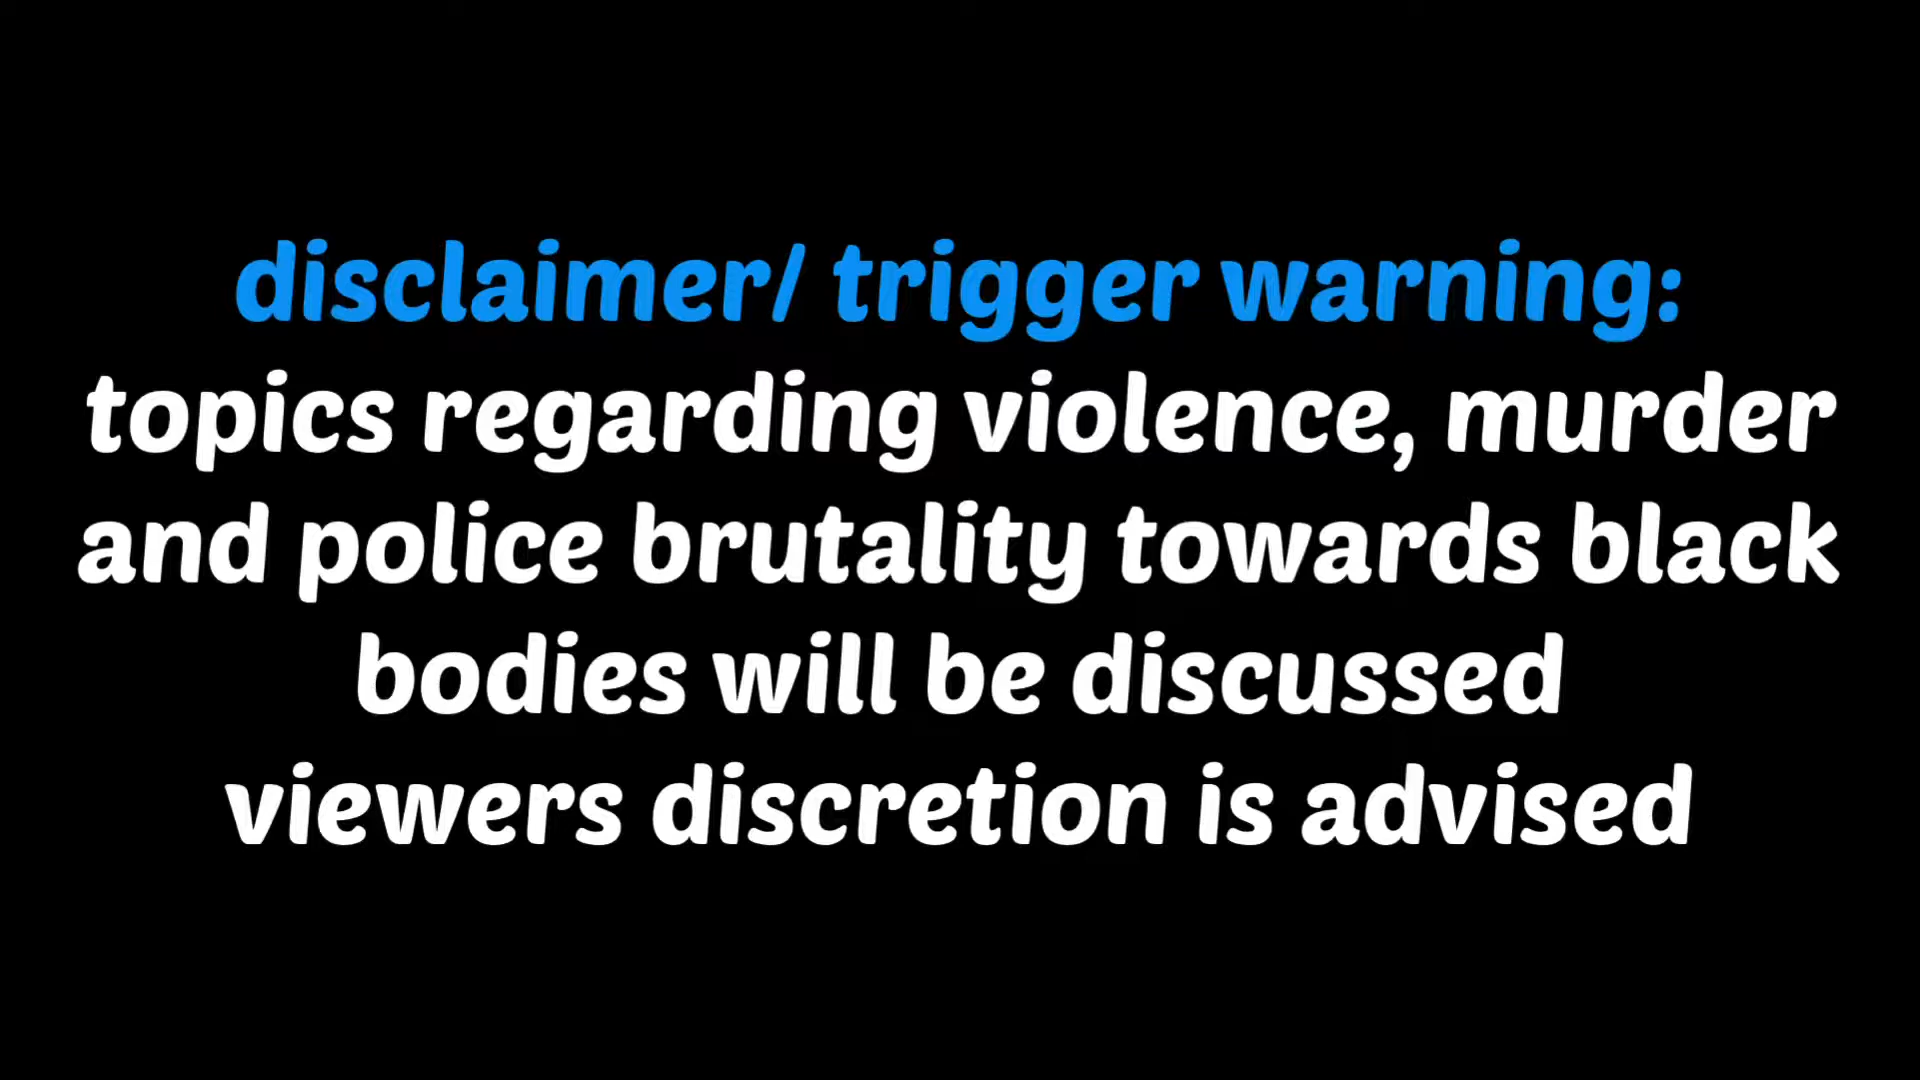 disclaimer/ trigger warning:
topics regarding violence, murder
and police brutality towards black
bodies will be discussed
viewers discretion is advised